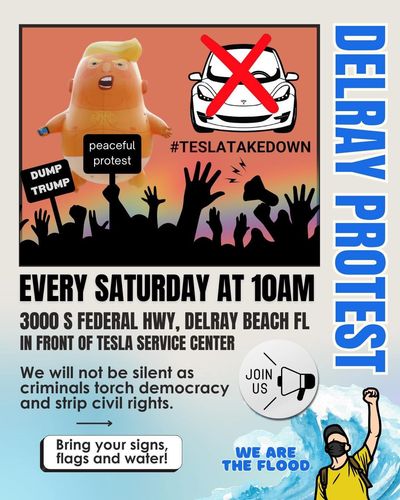 peaceful
protest
DUMP
TRUMP
#TESLATAKEDOWN
DELRAY PROTEST
EVERY SATURDAY AT 10AM
3000 S FEDERAL HWY, DELRAY BEACH FL
IN FRONT OF TESLA SERVICE CENTER
We will not be silent as
criminals torch democracy
and strip civil rights.
JOIN
US
Bring your signs,
flags and water!
WE ARE
THE FLOOD